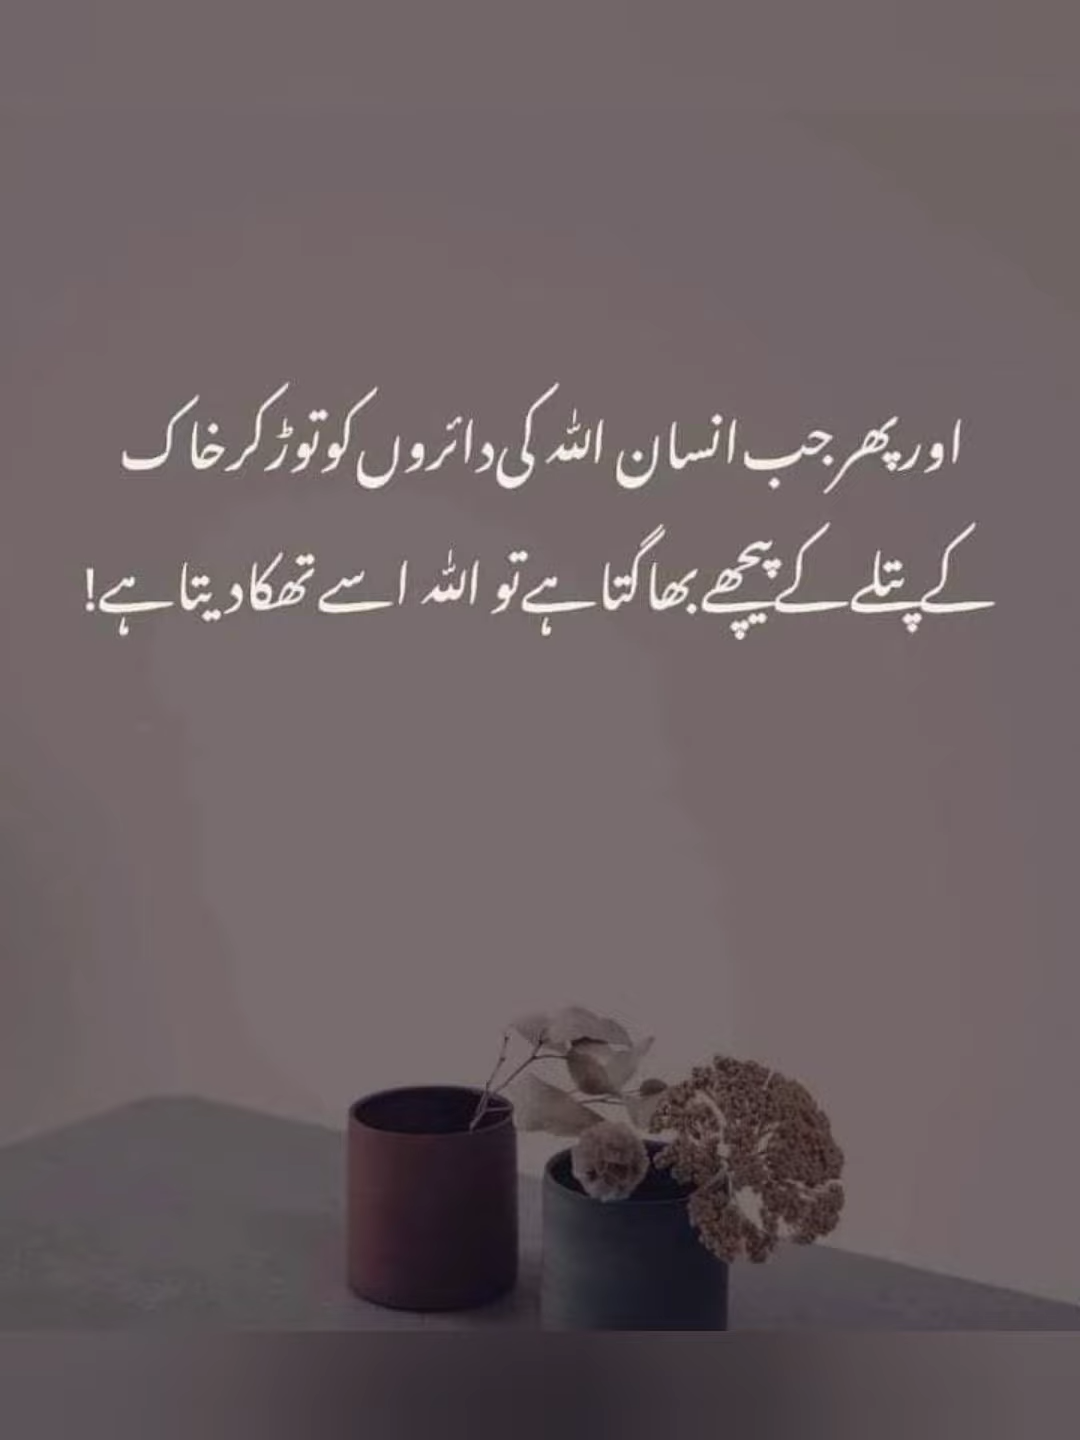 اور پھر جب انسان اللہ کی دائروں کو توڑ کر خاک
کے پتلے کے پیچھے بھاگتا ہے تو اللہ اسے تھکا دیتا ہے!